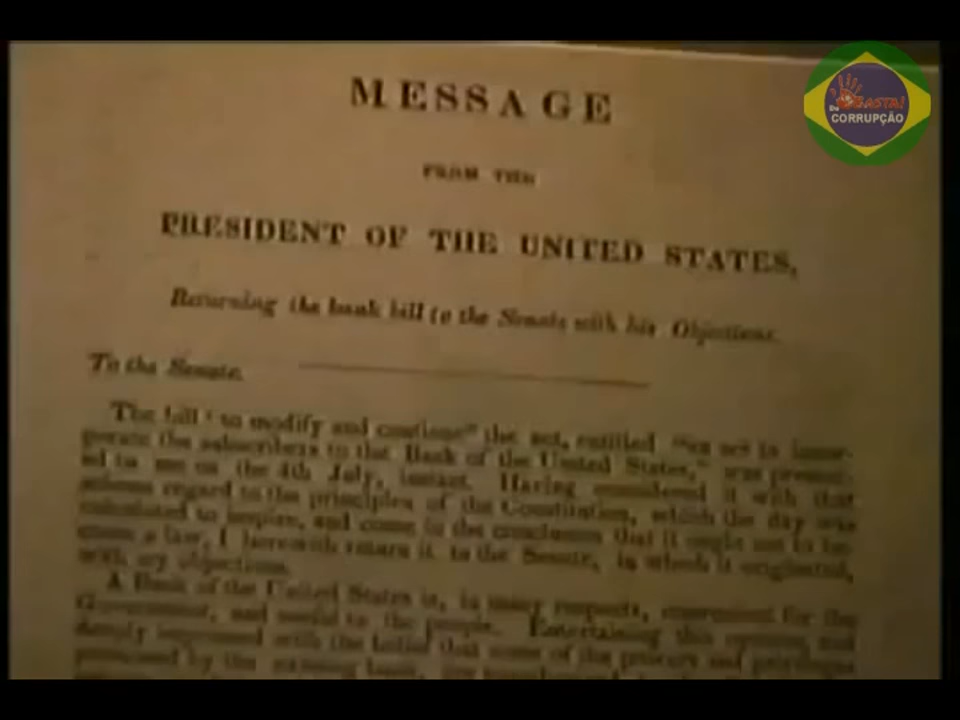 MESSAGE
FROM THE
PRESIDENT OF THE UNITED STATES,
Returning the bank bill to the Senate with his Objections.
To the Senate.
The bill "to modify and continue" the act, entitled "an act to incor-
porate the subscribers to the Bank of the United States," was present-
ed to me on the 4th July, instant. Having considered it with that
solemn regard to the principles of the Constitution, which the day was
calculated to inspire, and come to the conclusion that it ought not to be-
come a law, I herewith return it to the Senate, in which it originated,
with my objections.
A Bank of the United States is, in many respects, convenient for the
Government, and useful to the people. Entertaining this opinion, and
deeply impressed with the belief that some of the powers and privileges
possessed by the existing bank, are
BASTA!
DE CORRUPÇÃO